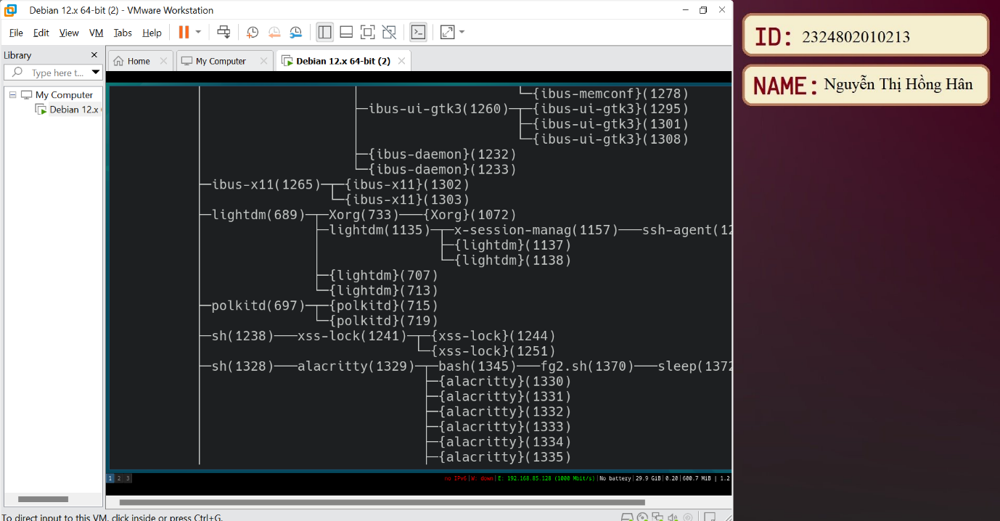 Debian 12.x 64-bit (2) - VMware Workstation
File Edit View VM Tabs Help
Library
Type here t...
My Computer
Debian 12.x
Home
My Computer
Debian 12.x 64-bit (2)
{ibus-memconf}(1278)
ibus-ui-gtk3(1260) {ibus-ui-gtk3}(1295)
{ibus-ui-gtk3}(1301)
{ibus-ui-gtk3}(1308)
{ibus-daemon}(1232)
{ibus-daemon}(1233)
ibus-x11(1265) {ibus-x11}(1302)
{ibus-x11}(1303)
lightdm(689) Xorg(733) {Xorg}(1072)
lightdm(1135) x-session-manag(1157) ssh-agent(12
{lightdm}(1137)
{lightdm}(1138)
{lightdm}(707)
{lightdm}(713)
polkitd(697) {polkitd}(715)
{polkitd}(719)
sh(1238) xss-lock(1241) {xss-lock}(1244)
{xss-lock}(1251)
sh(1328) alacritty(1329) bash(1345) fg2.sh(1370) sleep(1372
{alacritty}(1330)
{alacritty}(1331)
{alacritty}(1332)
{alacritty}(1333)
{alacritty}(1334)
{alacritty}(1335)
1 2 3
no IPv6|W: down|E: 192.168.85.128 (1000 Mbit/s)|No battery|29.9 GiB|0.20|600.7 MiB | 1.2
To direct input to this VM, click inside or press Ctrl+G.
ID: 2324802010213
NAME: Nguyễn Thị Hồng Hân